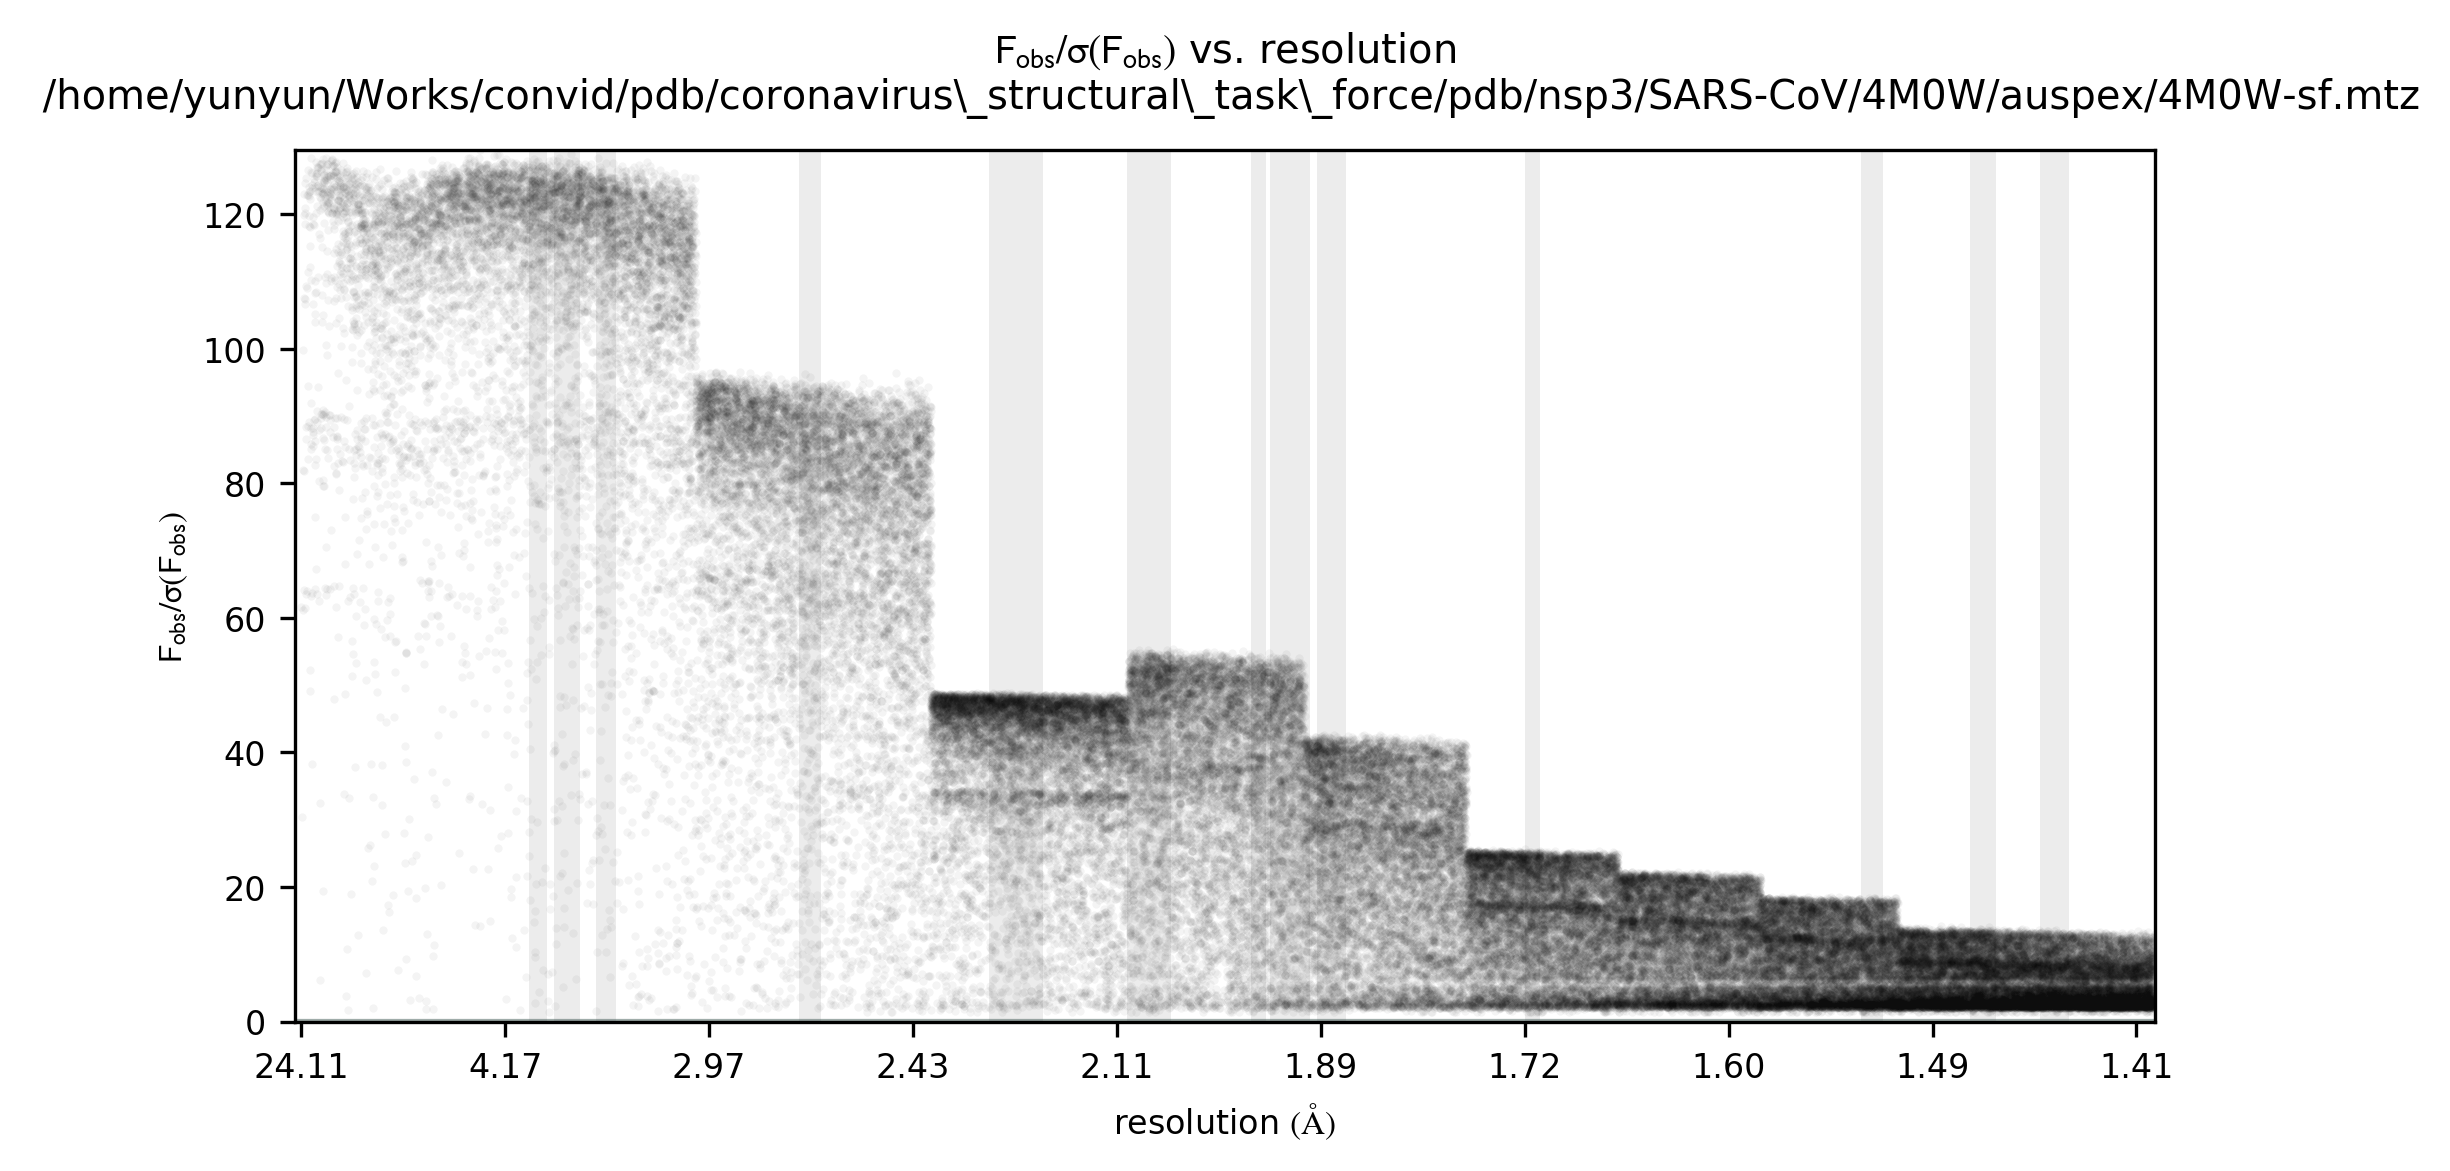 Fobs/σ(Fobs) vs. resolution
/home/yunyun/Works/convid/pdb/coronavirus\_structural\_task\_force/pdb/nsp3/SARS-CoV/4M0W/auspex/4M0W-sf.mtz
Fobs/σ(Fobs)
120
100
80
60
40
20
0
24.11 4.17 2.97 2.43 2.11 1.89 1.72 1.60 1.49 1.41
resolution (Å)